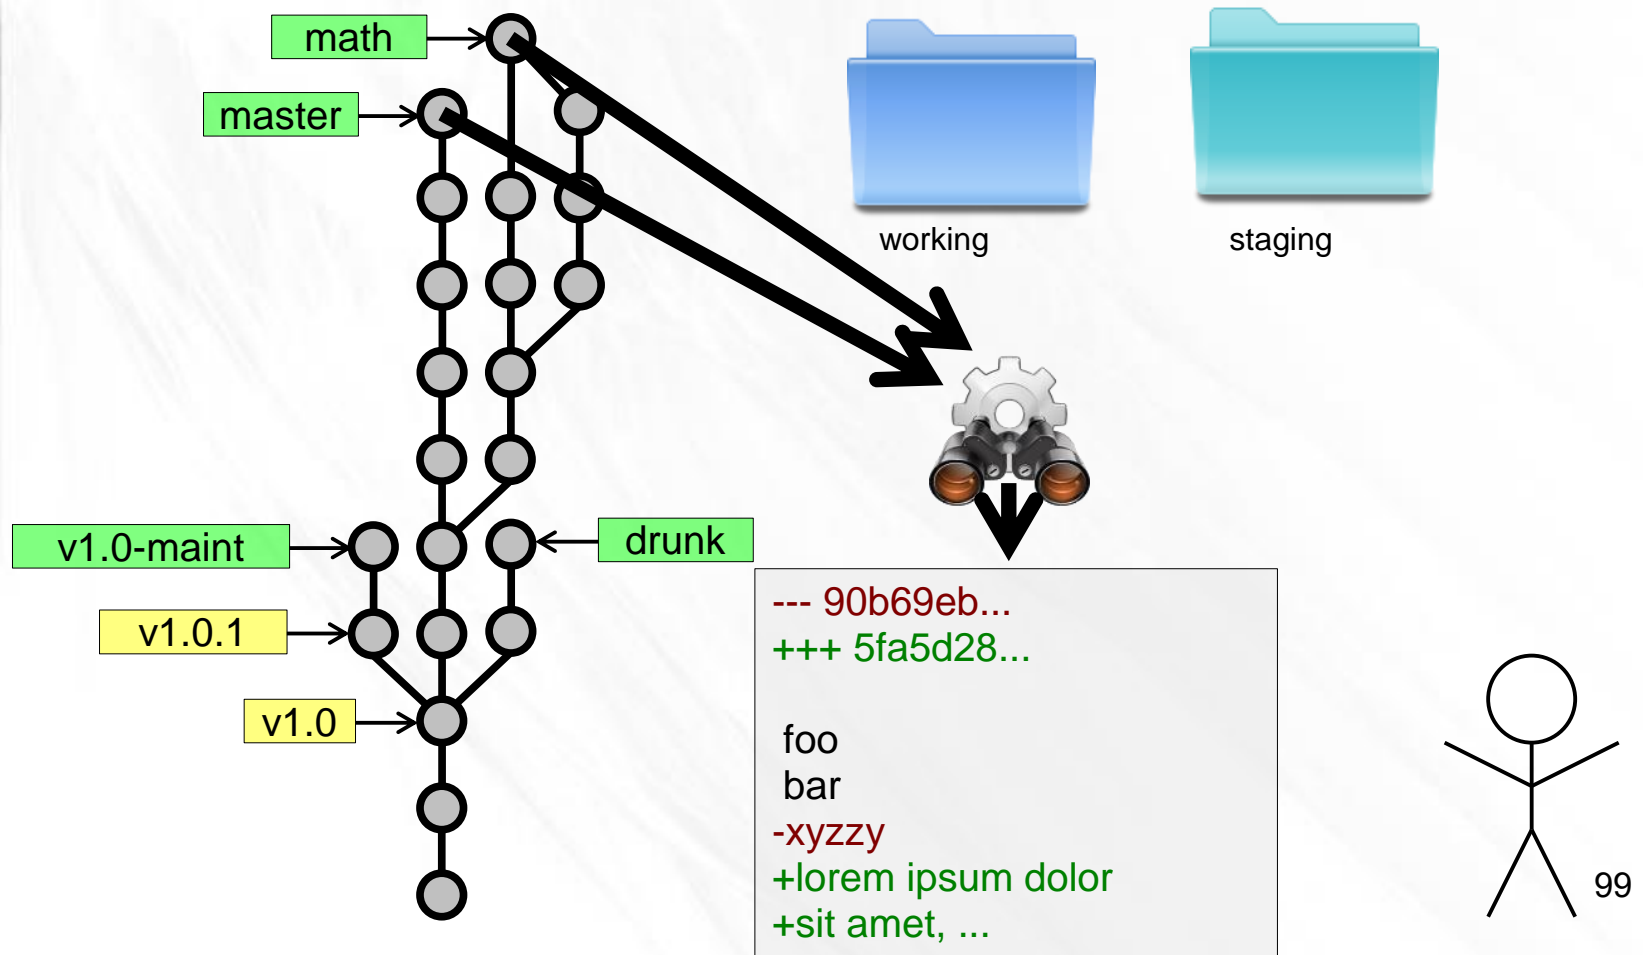 math
master
working
staging
v1.0-maint
drunk
v1.0.1
v1.0
--- 90b69eb...
+++ 5fa5d28...
foo
bar
-xyzzy
+lorem ipsum dolor
+sit amet, ...
99